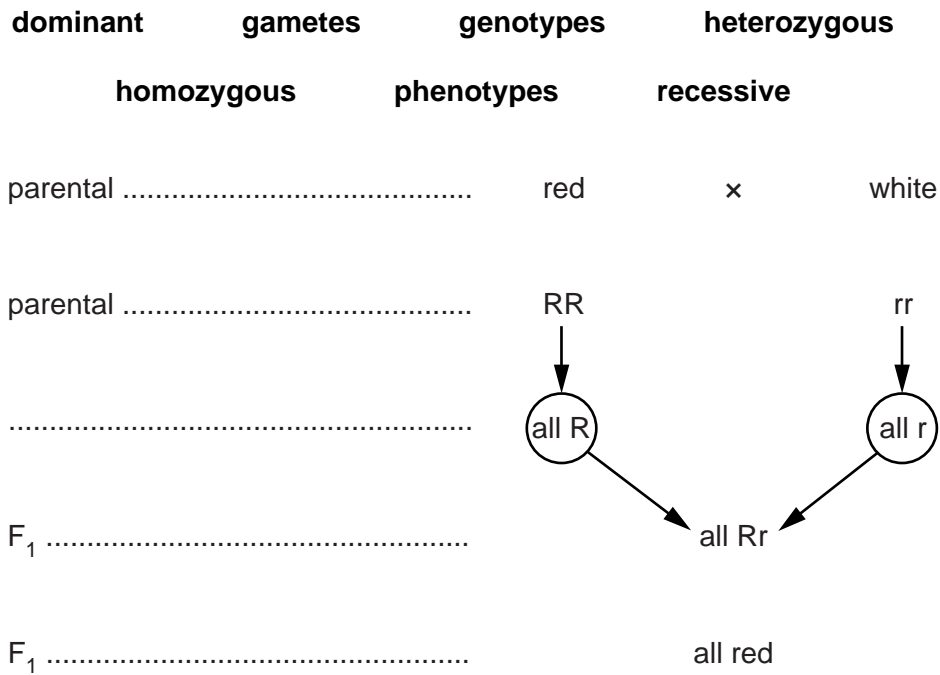 dominant gametes genotypes heterozygous
homozygous phenotypes recessive
parental ........................................... red × white
parental ........................................... RR rr
......................................................... all R all r
F₁ .................................................... all Rr
F₁ .................................................... all red